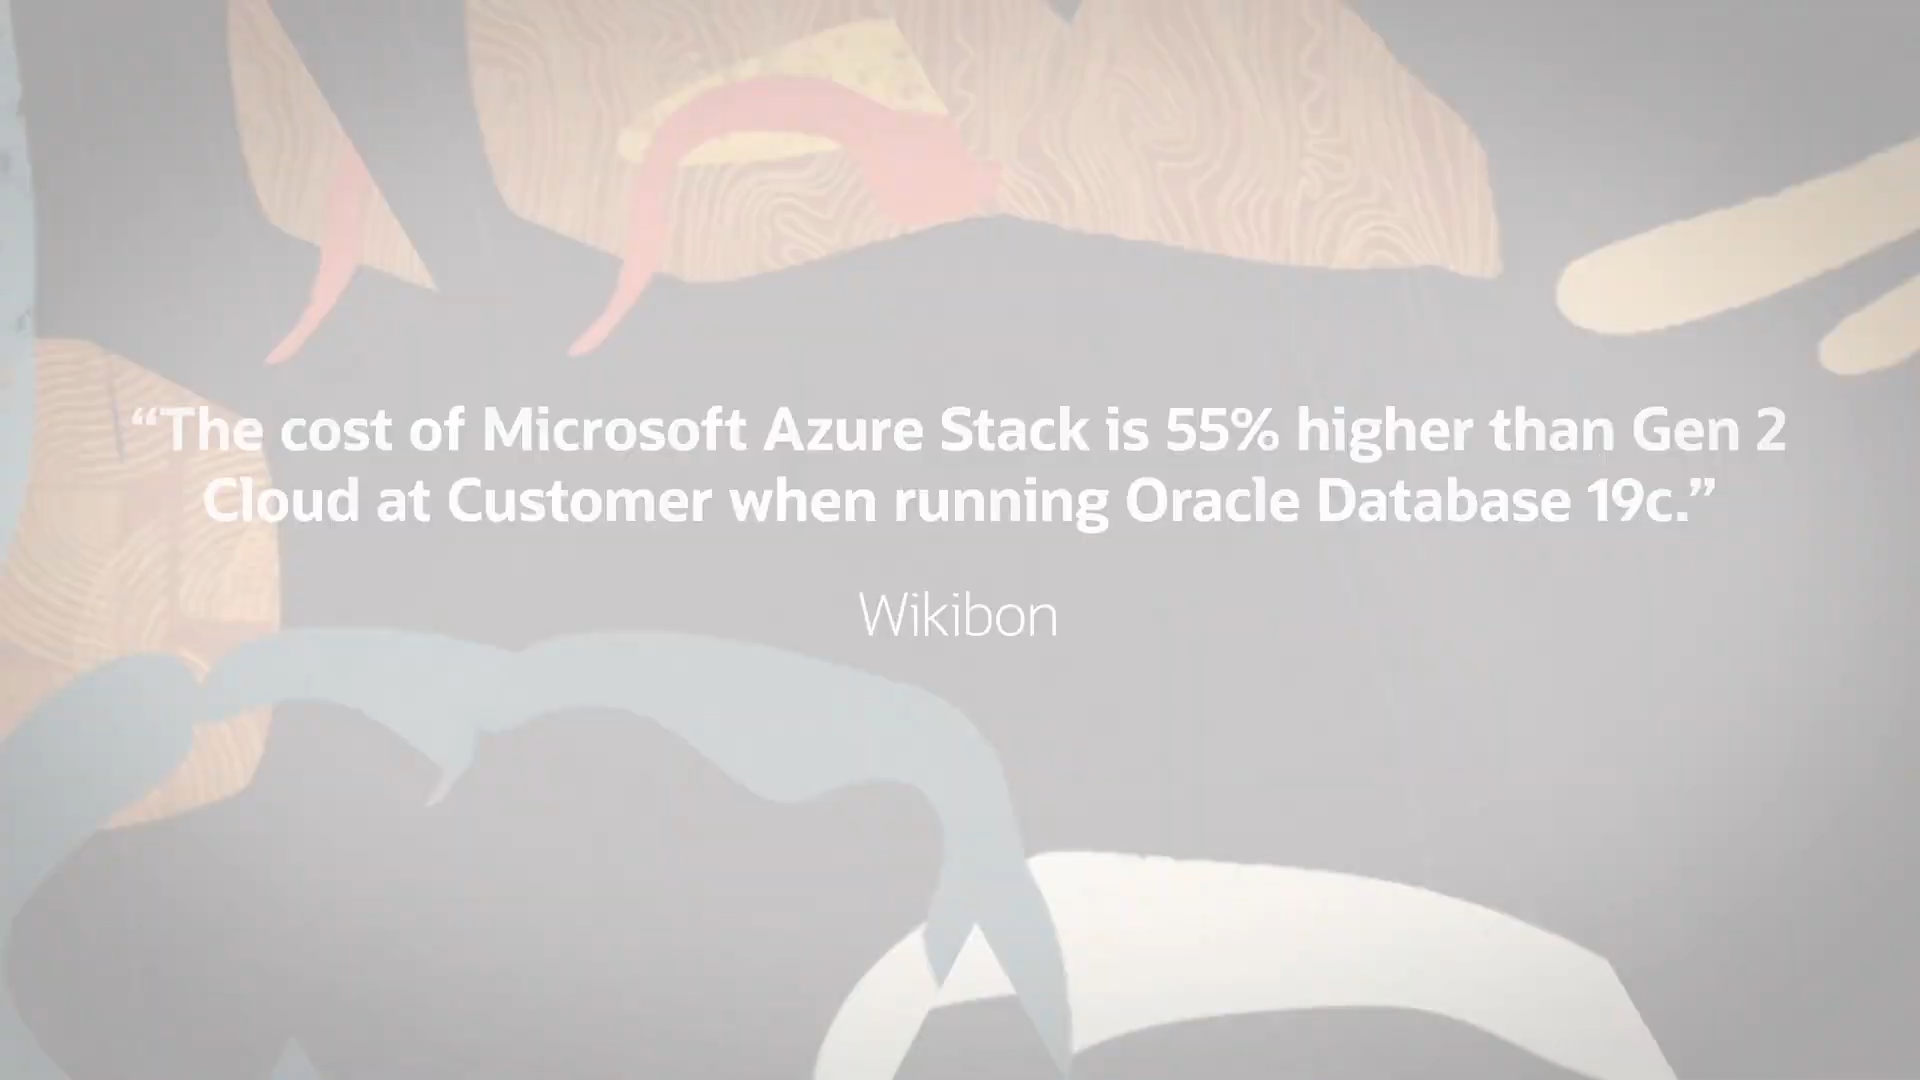 “The cost of Microsoft Azure Stack is 55% higher than Gen 2
Cloud at Customer when running Oracle Database 19c.”
Wikibon